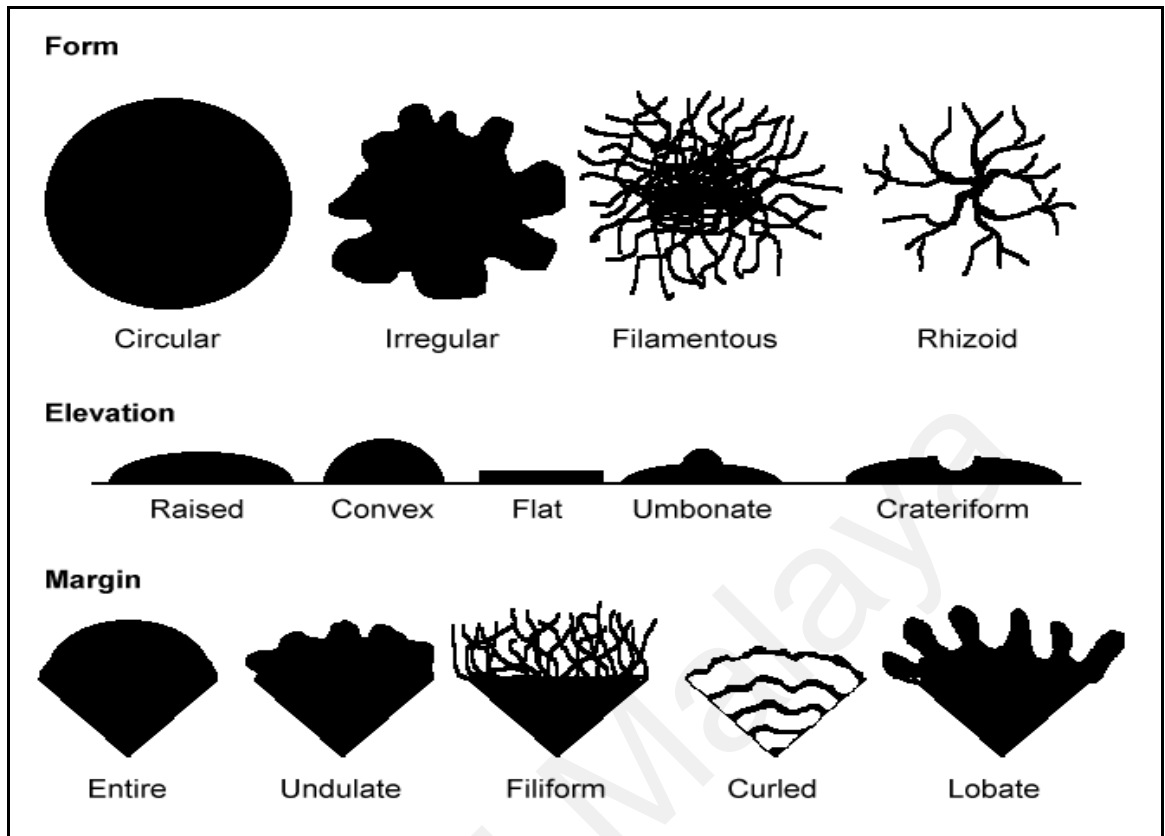 Form
Circular Irregular Filamentous Rhizoid
Elevation
Raised Convex Flat Umbonate Crateriform
Margin
Entire Undulate Filiform Curled Lobate
Malaya